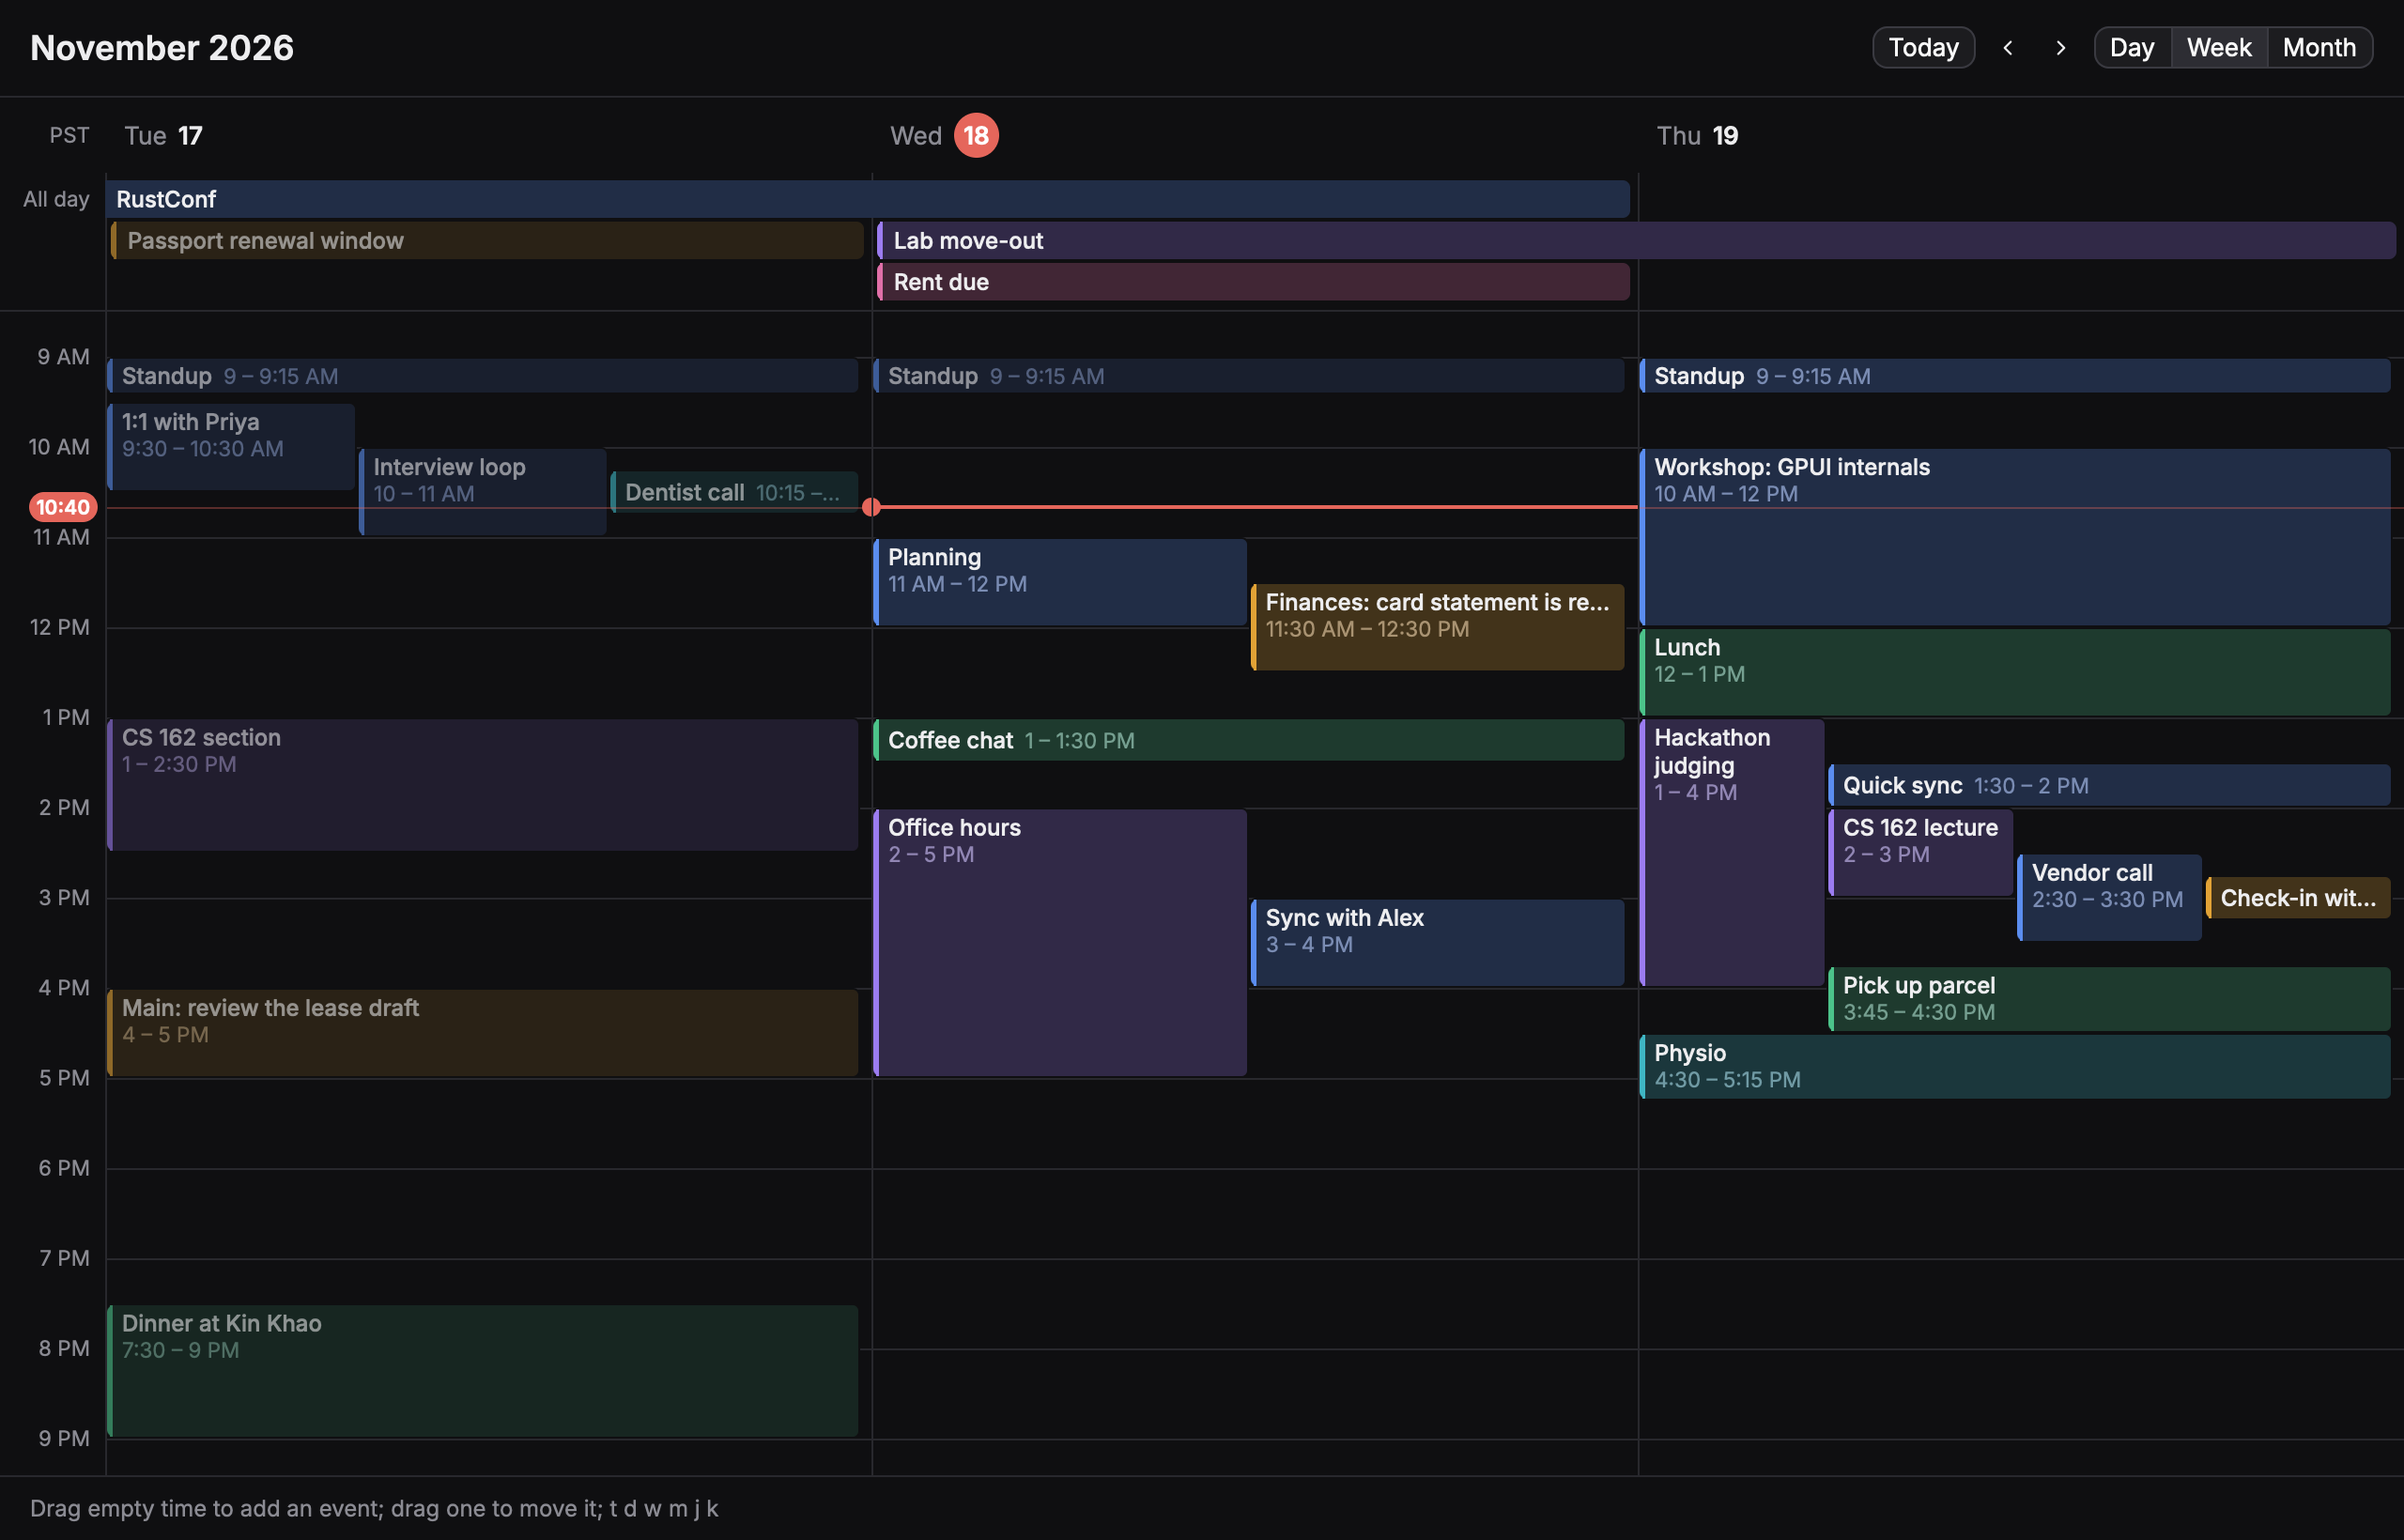 November 2026
Today
Day Week Month
PST
Tue 17
Wed 18
Thu 19
All day
RustConf
Passport renewal window
Lab move-out
Rent due
9 AM
10 AM
10:40
11 AM
12 PM
1 PM
2 PM
3 PM
4 PM
5 PM
6 PM
7 PM
8 PM
9 PM
Standup 9 – 9:15 AM
1:1 with Priya
9:30 – 10:30 AM
Interview loop
10 – 11 AM
Dentist call 10:15 –...
CS 162 section
1 – 2:30 PM
Main: review the lease draft
4 – 5 PM
Dinner at Kin Khao
7:30 – 9 PM
Standup 9 – 9:15 AM
Planning
11 AM – 12 PM
Finances: card statement is re...
11:30 AM – 12:30 PM
Coffee chat 1 – 1:30 PM
Office hours
2 – 5 PM
Sync with Alex
3 – 4 PM
Standup 9 – 9:15 AM
Workshop: GPUI internals
10 AM – 12 PM
Lunch
12 – 1 PM
Hackathon
judging
1 – 4 PM
Quick sync 1:30 – 2 PM
CS 162 lecture
2 – 3 PM
Vendor call
2:30 – 3:30 PM
Check-in wit...
Pick up parcel
3:45 – 4:30 PM
Physio
4:30 – 5:15 PM
Drag empty time to add an event; drag one to move it; t d w m j k